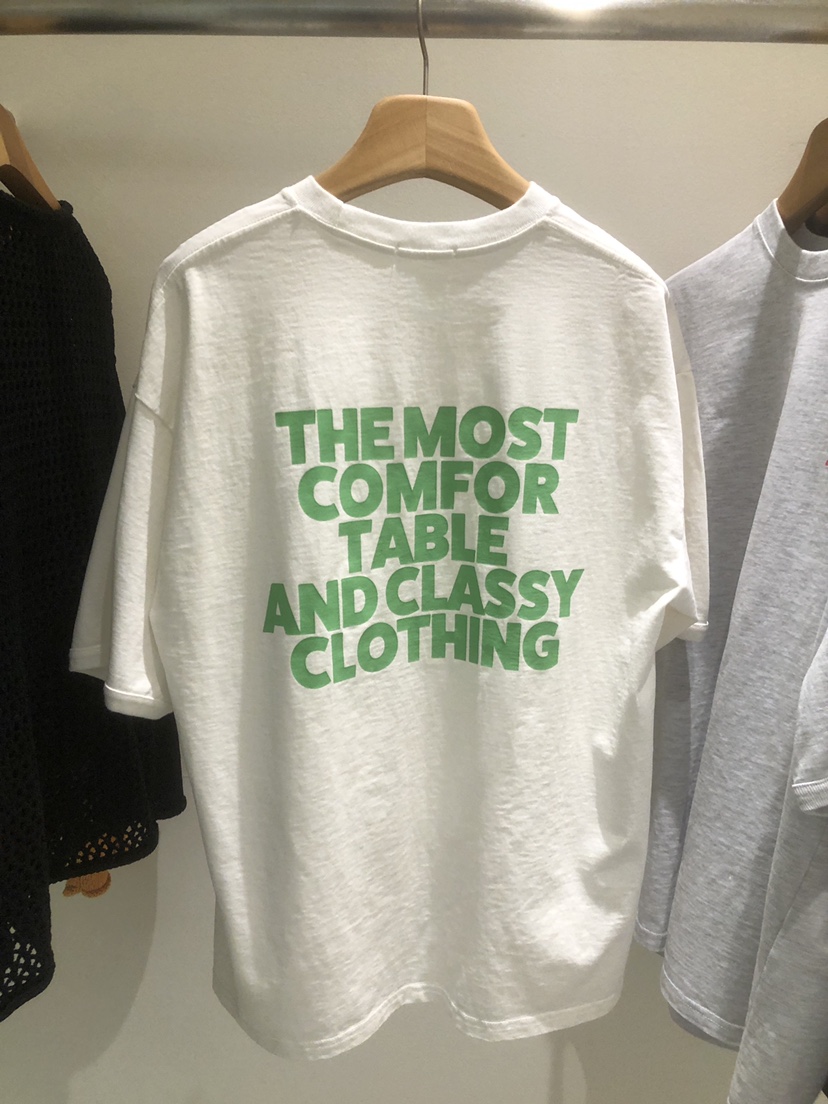 THE MOST
COMFOR
TABLE
AND CLASSY
CLOTHING